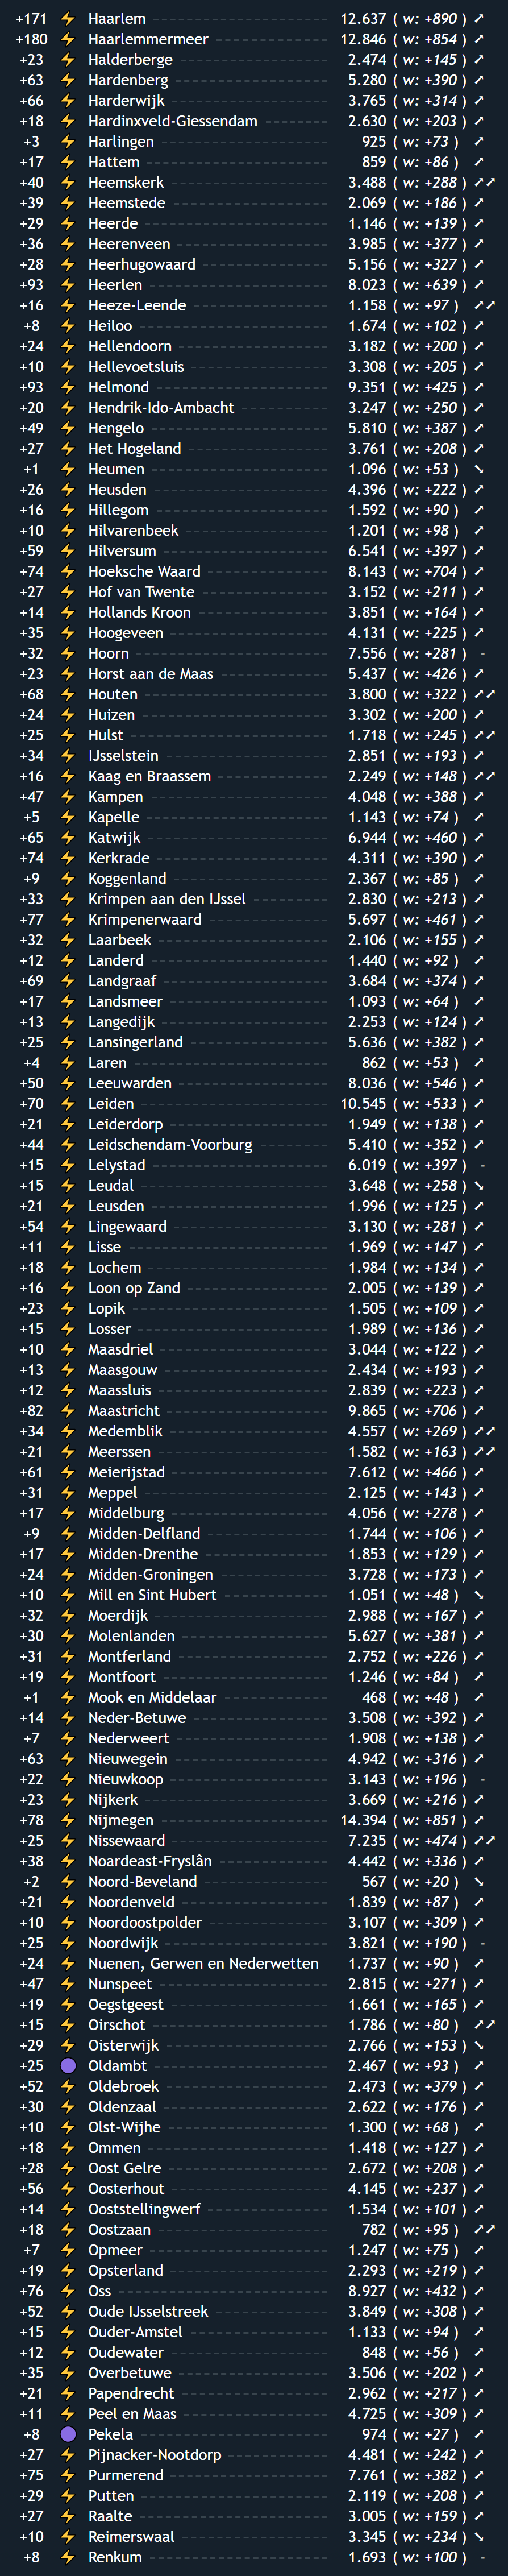 +171 ⚡ Haarlem 12.637 ( w: +890 ) ➚
+180 ⚡ Haarlemmermeer 12.846 ( w: +854 ) ➚
+23 ⚡ Halderberge 2.474 ( w: +145 ) ➚
+63 ⚡ Hardenberg 5.280 ( w: +390 ) ➚
+66 ⚡ Harderwijk 3.765 ( w: +314 ) ➚
+18 ⚡ Hardinxveld-Giessendam 2.630 ( w: +203 ) ➚
+3 ⚡ Harlingen 925 ( w: +73 ) ➚
+17 ⚡ Hattem 859 ( w: +86 ) ➚
+40 ⚡ Heemskerk 3.488 ( w: +288 ) ➚➚
+39 ⚡ Heemstede 2.069 ( w: +186 ) ➚
+29 ⚡ Heerde 1.146 ( w: +139 ) ➚
+36 ⚡ Heerenveen 3.985 ( w: +377 ) ➚
+28 ⚡ Heerhugowaard 5.156 ( w: +327 ) ➚
+93 ⚡ Heerlen 8.023 ( w: +639 ) ➚
+16 ⚡ Heeze-Leende 1.158 ( w: +97 ) ➚➚
+8 ⚡ Heiloo 1.674 ( w: +102 ) ➚
+24 ⚡ Hellendoorn 3.182 ( w: +200 ) ➚
+10 ⚡ Hellevoetsluis 3.308 ( w: +205 ) ➚
+93 ⚡ Helmond 9.351 ( w: +425 ) ➚
+20 ⚡ Hendrik-Ido-Ambacht 3.247 ( w: +250 ) ➚
+49 ⚡ Hengelo 5.810 ( w: +387 ) ➚
+27 ⚡ Het Hogeland 3.761 ( w: +208 ) ➚
+1 ⚡ Heumen 1.096 ( w: +53 ) ➘
+26 ⚡ Heusden 4.396 ( w: +222 ) ➚
+16 ⚡ Hillegom 1.592 ( w: +90 ) ➚
+10 ⚡ Hilvarenbeek 1.201 ( w: +98 ) ➚
+59 ⚡ Hilversum 6.541 ( w: +397 ) ➚
+74 ⚡ Hoeksche Waard 8.143 ( w: +704 ) ➚
+27 ⚡ Hof van Twente 3.152 ( w: +211 ) ➚
+14 ⚡ Hollands Kroon 3.851 ( w: +164 ) ➚
+35 ⚡ Hoogeveen 4.131 ( w: +225 ) ➚
+32 ⚡ Hoorn 7.556 ( w: +281 ) -
+23 ⚡ Horst aan de Maas 5.437 ( w: +426 ) ➚
+68 ⚡ Houten 3.800 ( w: +322 ) ➚➚
+24 ⚡ Huizen 3.302 ( w: +200 ) ➚
+25 ⚡ Hulst 1.718 ( w: +245 ) ➚➚
+34 ⚡ IJsselstein 2.851 ( w: +193 ) ➚
+16 ⚡ Kaag en Braassem 2.249 ( w: +148 ) ➚➚
+47 ⚡ Kampen 4.048 ( w: +388 ) ➚
+5 ⚡ Kapelle 1.143 ( w: +74 ) ➚
+65 ⚡ Katwijk 6.944 ( w: +460 ) ➚
+74 ⚡ Kerkrade 4.311 ( w: +390 ) ➚
+9 ⚡ Koggenland 2.367 ( w: +85 ) ➚
+33 ⚡ Krimpen aan den IJssel 2.830 ( w: +213 ) ➚
+77 ⚡ Krimpenerwaard 5.697 ( w: +461 ) ➚
+32 ⚡ Laarbeek 2.106 ( w: +155 ) ➚
+12 ⚡ Landerd 1.440 ( w: +92 ) ➚
+69 ⚡ Landgraaf 3.684 ( w: +374 ) ➚
+17 ⚡ Landsmeer 1.093 ( w: +64 ) ➚
+13 ⚡ Langedijk 2.253 ( w: +124 ) ➚
+25 ⚡ Lansingerland 5.636 ( w: +382 ) ➚
+4 ⚡ Laren 862 ( w: +53 ) ➚
+50 ⚡ Leeuwarden 8.036 ( w: +546 ) ➚
+70 ⚡ Leiden 10.545 ( w: +533 ) ➚
+21 ⚡ Leiderdorp 1.949 ( w: +138 ) ➚
+44 ⚡ Leidschendam-Voorburg 5.410 ( w: +352 ) ➚
+15 ⚡ Lelystad 6.019 ( w: +397 ) -
+15 ⚡ Leudal 3.648 ( w: +258 ) ➘
+21 ⚡ Leusden 1.996 ( w: +125 ) ➚
+54 ⚡ Lingewaard 3.130 ( w: +281 ) ➚
+11 ⚡ Lisse 1.969 ( w: +147 ) ➚
+18 ⚡ Lochem 1.984 ( w: +134 ) ➚
+16 ⚡ Loon op Zand 2.005 ( w: +139 ) ➚
+23 ⚡ Lopik 1.505 ( w: +109 ) ➚
+15 ⚡ Losser 1.989 ( w: +136 ) ➚
+10 ⚡ Maasdriel 3.044 ( w: +122 ) ➚
+13 ⚡ Maasgouw 2.434 ( w: +193 ) ➚
+12 ⚡ Maassluis 2.839 ( w: +223 ) ➚
+82 ⚡ Maastricht 9.865 ( w: +706 ) ➚
+34 ⚡ Medemblik 4.557 ( w: +269 ) ➚➚
+21 ⚡ Meerssen 1.582 ( w: +163 ) ➚➚
+61 ⚡ Meierijstad 7.612 ( w: +466 ) ➚
+31 ⚡ Meppel 2.125 ( w: +143 ) ➚
+17 ⚡ Middelburg 4.056 ( w: +278 ) ➚
+9 ⚡ Midden-Delfland 1.744 ( w: +106 ) ➚
+17 ⚡ Midden-Drenthe 1.853 ( w: +129 ) ➚
+24 ⚡ Midden-Groningen 3.728 ( w: +173 ) ➚
+10 ⚡ Mill en Sint Hubert 1.051 ( w: +48 ) ➘
+32 ⚡ Moerdijk 2.988 ( w: +167 ) ➚
+30 ⚡ Molenlanden 5.627 ( w: +381 ) ➚
+31 ⚡ Montferland 2.752 ( w: +226 ) ➚
+19 ⚡ Montfoort 1.246 ( w: +84 ) ➚
+1 ⚡ Mook en Middelaar 468 ( w: +48 ) ➚
+14 ⚡ Neder-Betuwe 3.508 ( w: +392 ) ➚
+7 ⚡ Nederweert 1.908 ( w: +138 ) ➚
+63 ⚡ Nieuwegein 4.942 ( w: +316 ) ➚
+22 ⚡ Nieuwkoop 3.143 ( w: +196 ) -
+23 ⚡ Nijkerk 3.669 ( w: +216 ) ➚
+78 ⚡ Nijmegen 14.394 ( w: +851 ) ➚
+25 ⚡ Nissewaard 7.235 ( w: +474 ) ➚➚
+38 ⚡ Noardeast-Fryslân 4.442 ( w: +336 ) ➚
+2 ⚡ Noord-Beveland 567 ( w: +20 ) ➘
+21 ⚡ Noordenveld 1.839 ( w: +87 ) ➚
+10 ⚡ Noordoostpolder 3.107 ( w: +309 ) ➚
+25 ⚡ Noordwijk 3.821 ( w: +190 ) -
+24 ⚡ Nuenen, Gerwen en Nederwetten 1.737 ( w: +90 ) ➚
+47 ⚡ Nunspeet 2.815 ( w: +271 ) ➚
+19 ⚡ Oegstgeest 1.661 ( w: +165 ) ➚
+15 ⚡ Oirschot 1.786 ( w: +80 ) ➚➚
+29 ⚡ Oisterwijk 2.766 ( w: +153 ) ➘
+25 🟣 Oldambt 2.467 ( w: +93 ) ➚
+52 ⚡ Oldebroek 2.473 ( w: +379 ) ➚
+30 ⚡ Oldenzaal 2.622 ( w: +176 ) ➚
+10 ⚡ Olst-Wijhe 1.300 ( w: +68 ) ➚
+18 ⚡ Ommen 1.418 ( w: +127 ) ➚
+28 ⚡ Oost Gelre 2.672 ( w: +208 ) ➚
+56 ⚡ Oosterhout 4.145 ( w: +237 ) ➚
+14 ⚡ Ooststellingwerf 1.534 ( w: +101 ) ➚
+18 ⚡ Oostzaan 782 ( w: +95 ) ➚➚
+7 ⚡ Opmeer 1.247 ( w: +75 ) ➚
+19 ⚡ Opsterland 2.293 ( w: +219 ) ➚
+76 ⚡ Oss 8.927 ( w: +432 ) ➚
+52 ⚡ Oude IJsselstreek 3.849 ( w: +308 ) ➚
+15 ⚡ Ouder-Amstel 1.133 ( w: +94 ) ➚
+12 ⚡ Oudewater 848 ( w: +56 ) ➚
+35 ⚡ Overbetuwe 3.506 ( w: +202 ) ➚
+21 ⚡ Papendrecht 2.962 ( w: +217 ) ➚
+11 ⚡ Peel en Maas 4.725 ( w: +309 ) ➚
+8 🟣 Pekela 974 ( w: +27 ) ➚
+27 ⚡ Pijnacker-Nootdorp 4.481 ( w: +242 ) ➚
+75 ⚡ Purmerend 7.761 ( w: +382 ) ➚
+29 ⚡ Putten 2.119 ( w: +208 ) ➚
+27 ⚡ Raalte 3.005 ( w: +159 ) ➚
+10 ⚡ Reimerswaal 3.345 ( w: +234 ) ➘
+8 ⚡ Renkum 1.693 ( w: +100 ) -